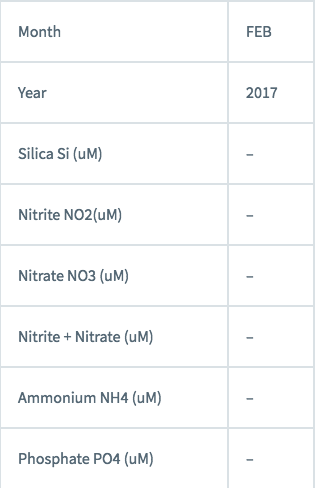 Month FEB
Year 2017
Silica Si (uM) –
Nitrite NO2(uM) –
Nitrate NO3 (uM) –
Nitrite + Nitrate (uM) –
Ammonium NH4 (uM) –
Phosphate PO4 (uM) –